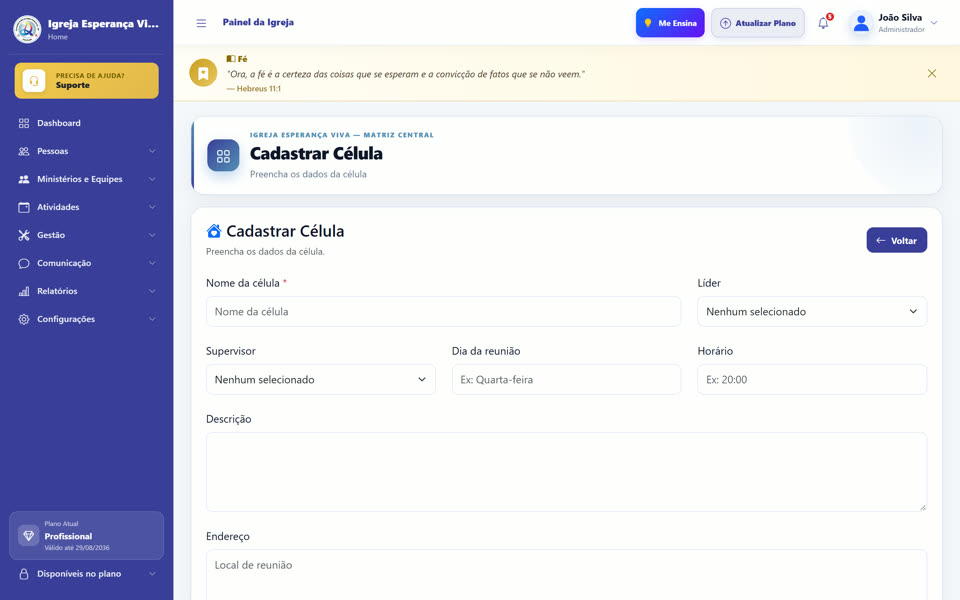 Igreja Esperança Vi...
Home
PRECISA DE AJUDA?
Suporte
Dashboard
Pessoas
Ministérios e Equipes
Atividades
Gestão
Comunicação
Relatórios
Configurações
Plano Atual
Profissional
Válido até 29/08/2036
Disponíveis no plano
Painel da Igreja
Me Ensina
Atualizar Plano
João Silva
Administrador
Fé
"Ora, a fé é a certeza das coisas que se esperam e a convicção de fatos que se não veem."
— Hebreus 11:1
IGREJA ESPERANÇA VIVA — MATRIZ CENTRAL
Cadastrar Célula
Preencha os dados da célula
Cadastrar Célula
Preencha os dados da célula.
Voltar
Nome da célula *
Nome da célula
Líder
Nenhum selecionado
Supervisor
Nenhum selecionado
Dia da reunião
Ex: Quarta-feira
Horário
Ex: 20:00
Descrição
Endereço
Local de reunião